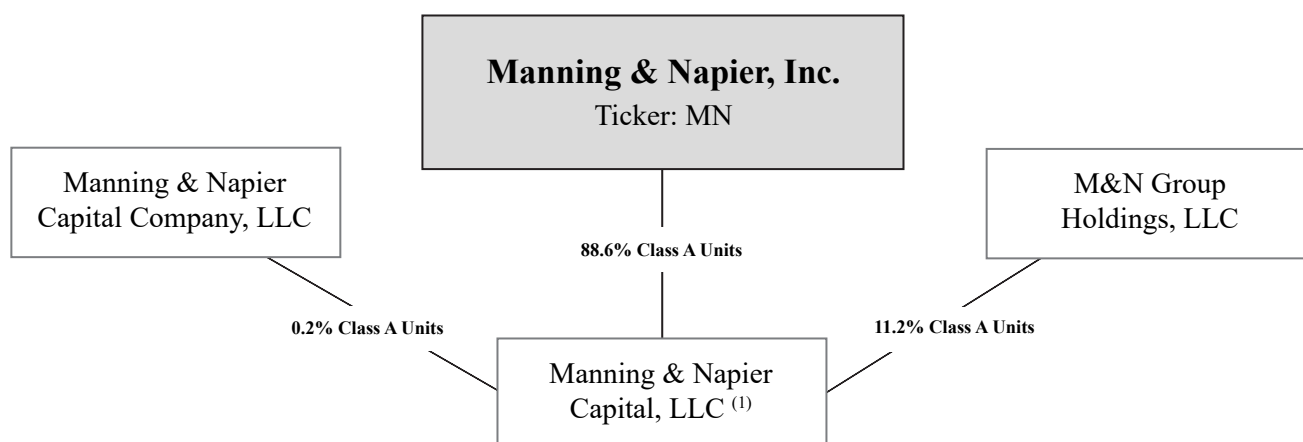 Manning & Napier, Inc.
Ticker: MN
Manning & Napier
Capital Company, LLC
M&N Group
Holdings, LLC
88.6% Class A Units
0.2% Class A Units
11.2% Class A Units
Manning & Napier
Capital, LLC (1)